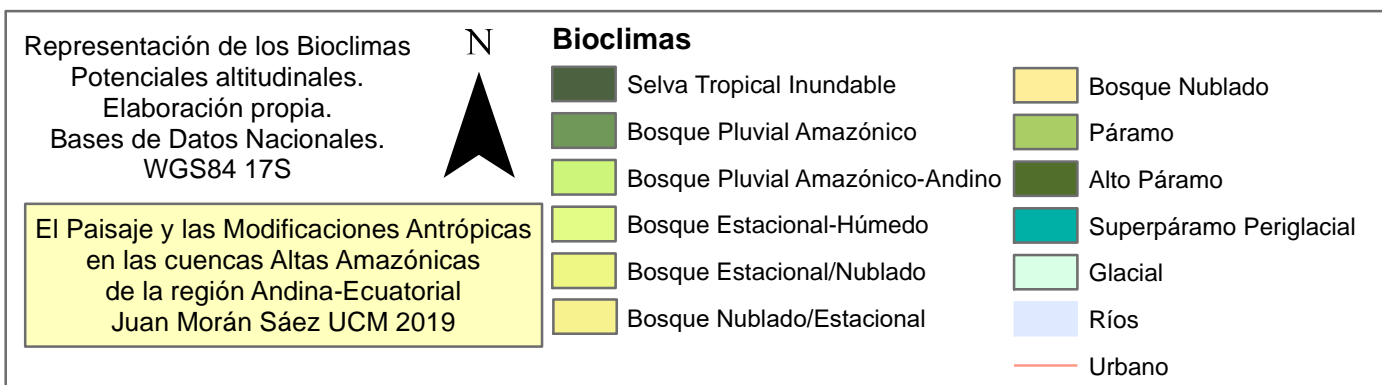 Representación de los Bioclimas
Potenciales altitudinales.
Elaboración propia.
Bases de Datos Nacionales.
WGS84 17S
N
El Paisaje y las Modificaciones Antrópicas
en las cuencas Altas Amazónicas
de la región Andina-Ecuatorial
Juan Morán Sáez UCM 2019
Bioclimas
Selva Tropical Inundable
Bosque Pluvial Amazónico
Bosque Pluvial Amazónico-Andino
Bosque Estacional-Húmedo
Bosque Estacional/Nublado
Bosque Nublado/Estacional
Bosque Nublado
Páramo
Alto Páramo
Superpáramo Periglacial
Glacial
Ríos
Urbano